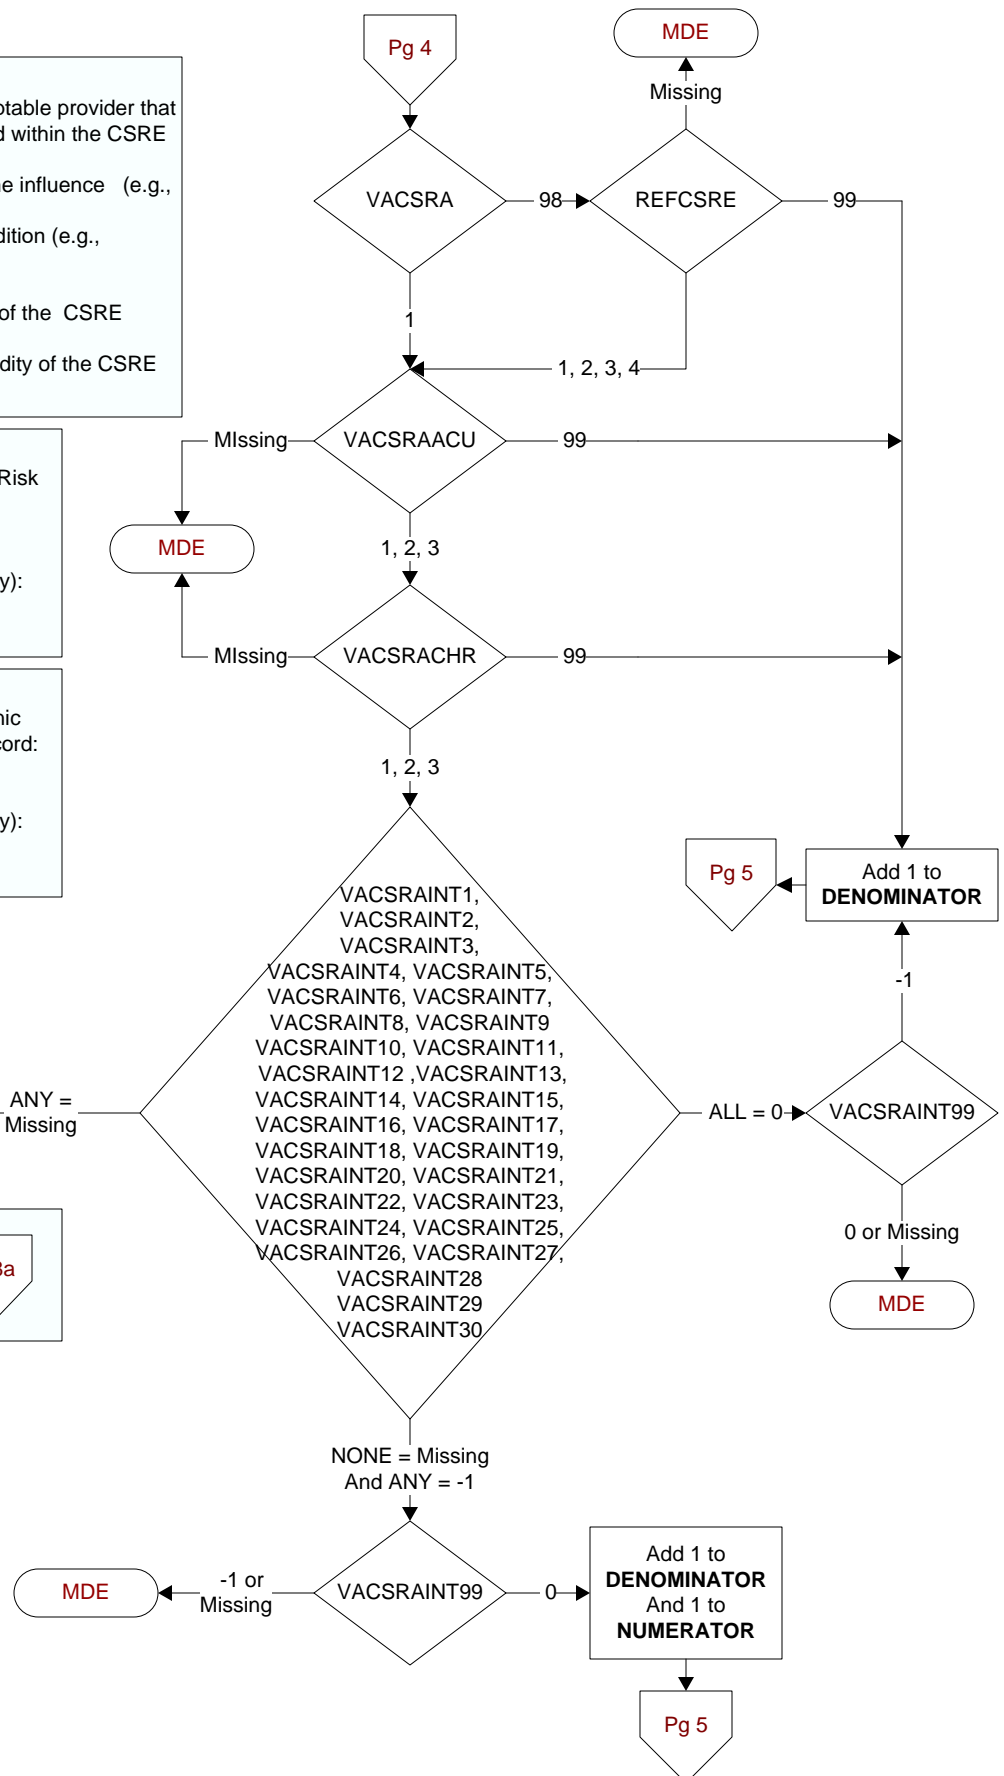 Pg 4
MDE
Missing
otable provider that
d within the CSRE
ne influence (e.g.,
dition (e.g.,
of the CSRE
dity of the CSRE
VACSRA
98
REFCSRE
99
1
1, 2, 3, 4
MIssing
VACSRAACU
99
Risk
y):
MDE
1, 2, 3
MIssing
VACSRACHR
99
nic
cord:
y):
1, 2, 3
Pg 5
Add 1 to
DENOMINATOR
VACSRAINT1,
VACSRAINT2,
VACSRAINT3,
VACSRAINT4, VACSRAINT5,
VACSRAINT6, VACSRAINT7,
VACSRAINT8, VACSRAINT9
VACSRAINT10, VACSRAINT11,
VACSRAINT12 ,VACSRAINT13,
VACSRAINT14, VACSRAINT15,
VACSRAINT16, VACSRAINT17,
VACSRAINT18, VACSRAINT19,
VACSRAINT20, VACSRAINT21,
VACSRAINT22, VACSRAINT23,
VACSRAINT24, VACSRAINT25,
VACSRAINT26, VACSRAINT27,
VACSRAINT28
VACSRAINT29
VACSRAINT30
-1
ANY =
Missing
ALL = 0
VACSRAINT99
0 or Missing
MDE
3a
NONE = Missing
And ANY = -1
MDE
-1 or
Missing
VACSRAINT99
0
Add 1 to
DENOMINATOR
And 1 to
NUMERATOR
Pg 5